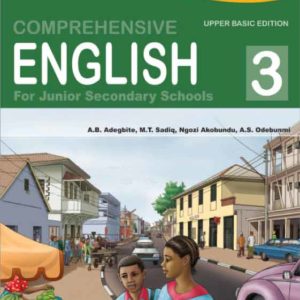 UPPER BASIC EDITION
COMPREHENSIVE
ENGLISH 3
For Junior Secondary Schools
A.B. Adegbite, M.T. Sadiq, Ngozi Akobundu, A.S. Odebunmi